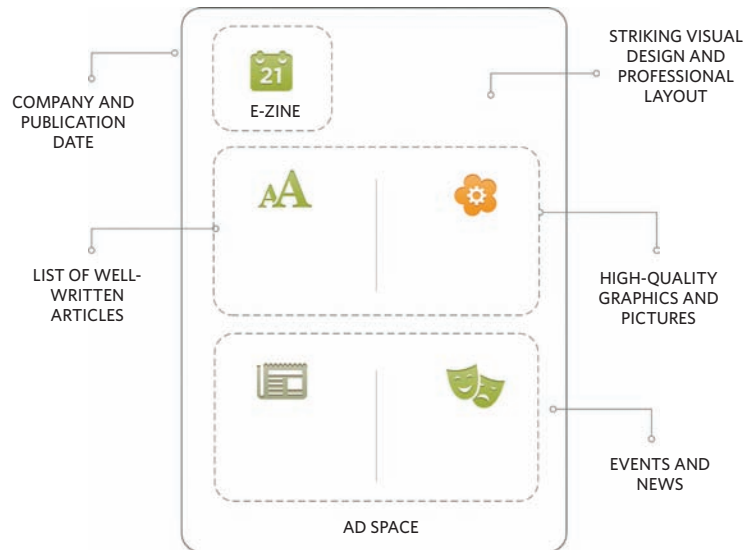 COMPANY AND
PUBLICATION
DATE
21
E-ZINE
STRIKING VISUAL
DESIGN AND
PROFESSIONAL
LAYOUT
AA
LIST OF WELL-
WRITTEN
ARTICLES
HIGH-QUALITY
GRAPHICS AND
PICTURES
EVENTS AND
NEWS
AD SPACE